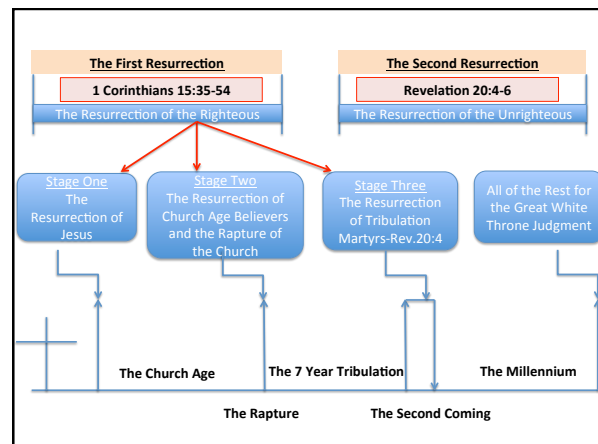 The First Resurrection
1 Corinthians 15:35-54
The Resurrection of the Righteous
The Second Resurrection
Revelation 20:4-6
The Resurrection of the Unrighteous
Stage One
The
Resurrection of
Jesus
Stage Two
The Resurrection of
Church Age Believers
and the Rapture of
the Church
Stage Three
The Resurrection
of Tribulation
Martyrs-Rev.20:4
All of the Rest for
the Great White
Throne Judgment
The Church Age
The 7 Year Tribulation
The Millennium
The Rapture
The Second Coming